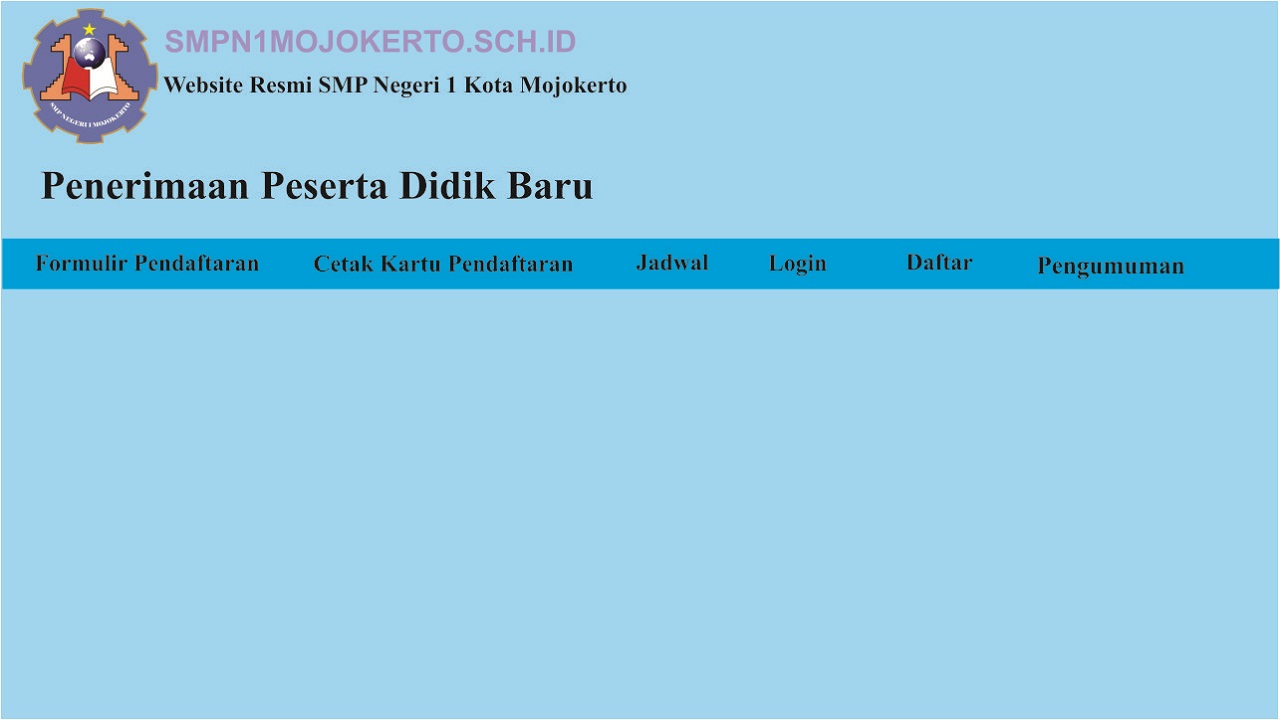 SMPN1MOJOKERTO.SCH.ID
Website Resmi SMP Negeri 1 Kota Mojokerto
SMP NEGERI 1 MOJOKERTO
Penerimaan Peserta Didik Baru
Formulir Pendaftaran Cetak Kartu Pendaftaran Jadwal Login Daftar Pengumuman